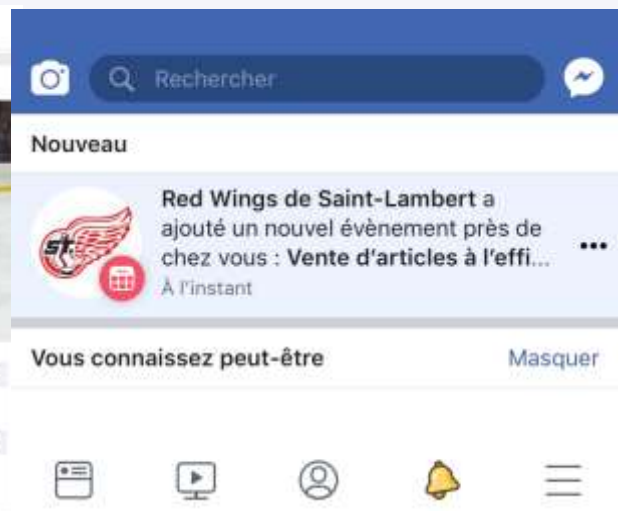 Rechercher
Nouveau
Red Wings de Saint-Lambert a
ajouté un nouvel évènement près de
chez vous : Vente d'articles à l'effi...
À l'instant
ST.
Vous connaissez peut-être
Masquer